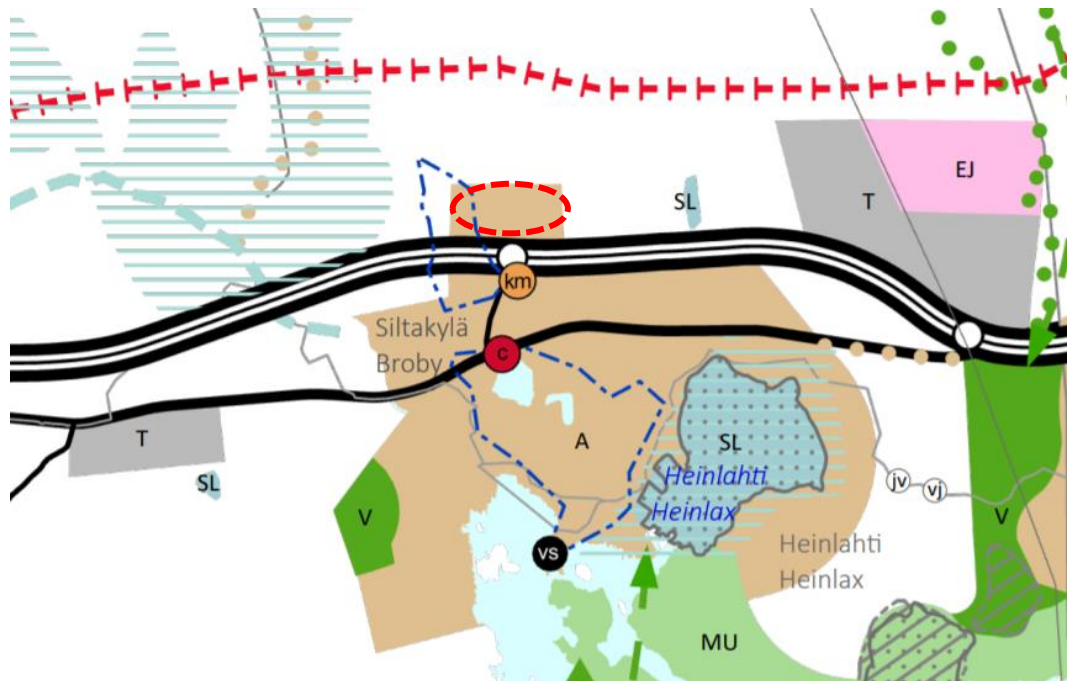 EJ
T
SL
km
Siltakylä
Broby
c
T
A
SL
Heinlahti
Heinlax
SL
jv
vj
V
V
vs
Heinlahti
Heinlax
MU